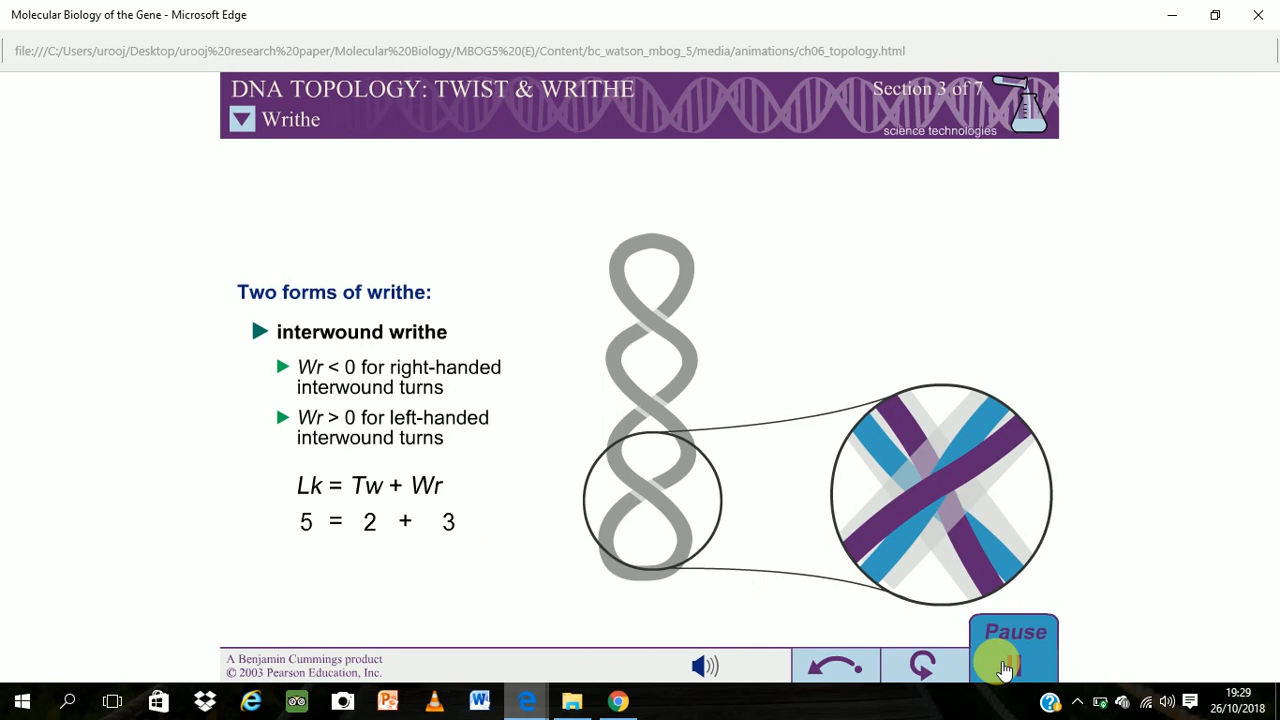 Molecular Biology of the Gene - Microsoft Edge
file:///C:/Users/urooj/Desktop/urooj%20research%20paper/Molecular%20Biology/MBOG5%20(E)/Content/bc_watson_mbog_5/media/animations/ch06_topology.html
DNA TOPOLOGY: TWIST & WRITHE
Section 3 of 7
Writhe
science technologies
Two forms of writhe:
interwound writhe
Wr < 0 for right-handed
interwound turns
Wr > 0 for left-handed
interwound turns
Lk = Tw + Wr
5 = 2 + 3
Pause
A Benjamin Cummings product
© 2003 Pearson Education, Inc.
19:29
26/10/2018